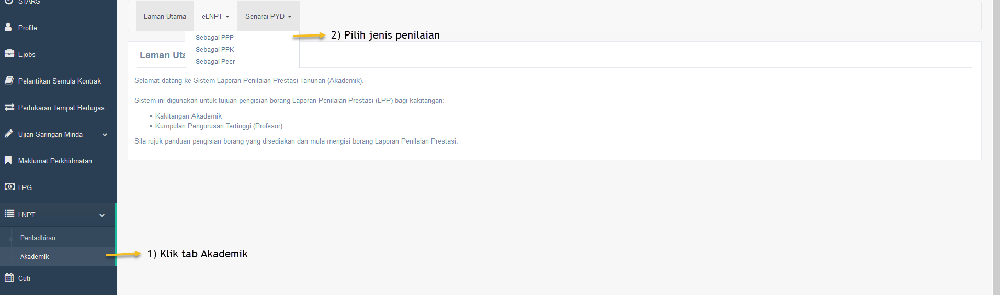 STARS
Profile
Ejobs
Pelantikan Semula Kontrak
Pertukaran Tempat Bertugas
Ujian Saringan Minda
Maklumat Perkhidmatan
LPG
LNPT
Pentadbiran
Akademik
Cuti
1) Klik tab Akademik
Laman Utama eLNPT Senarai PYD
Sebagai PPP
Sebagai PPK
Sebagai Peer
2) Pilih jenis penilaian
Laman Uta
Selamat datang ke Sistem Laporan Penilaian Prestasi Tahunan (Akademik).
Sistem ini digunakan untuk tujuan pengisian borang Laporan Penilaian Prestasi (LPP) bagi kakitangan:
• Kakitangan Akademik
• Kumpulan Pengurusan Tertinggi (Profesor)
Sila rujuk panduan pengisian borang yang disediakan dan mula mengisi borang Laporan Penilaian Prestasi.